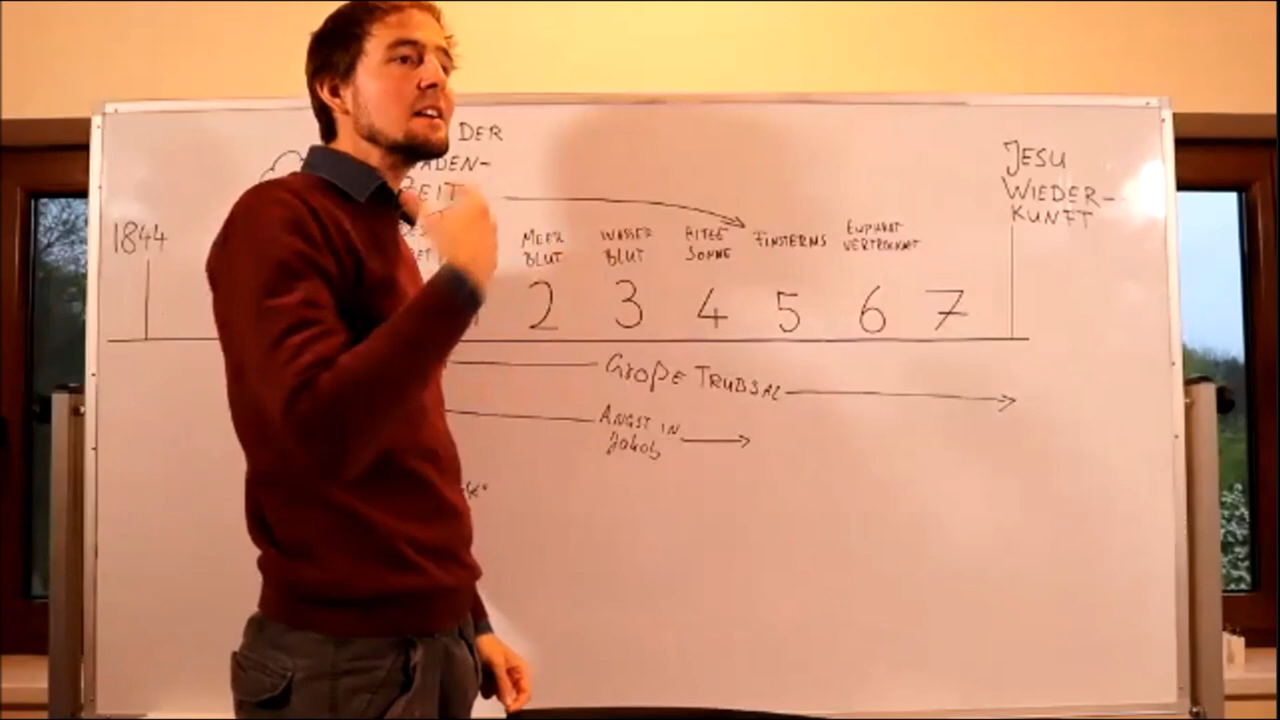 DER
ADEN-
ZEIT
JESU
WIEDER-
KUNFT
1844
MEER
BLUT
WASSER
BLUT
HITZE
SONNE
FINSTERNIS
EUPHRAT
VERTROCKNET
2 3 4 5 6 7
GROßE TRÜBSAL
ANGST IN
Jakob